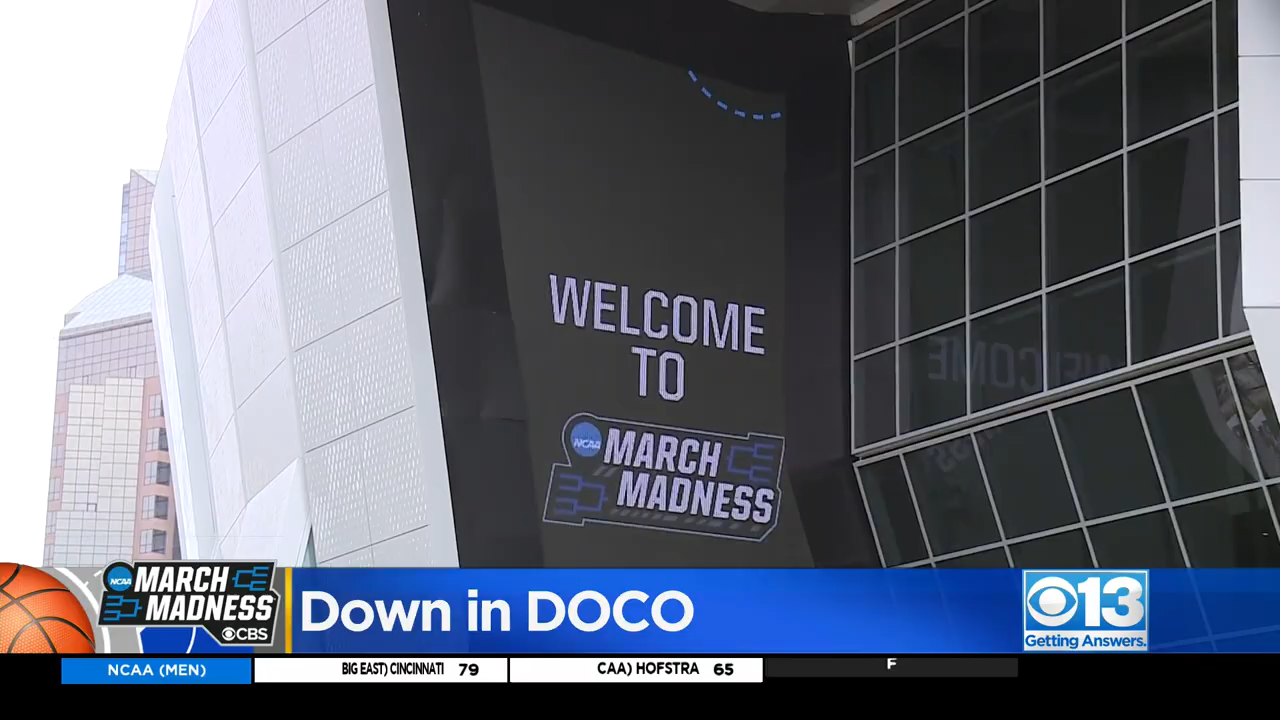 WELCOME
TO
NCAA
MARCH
MADNESS
WELCOME
NCAA
MARCH
MADNESS
CBS
Down in DOCO
13
Getting Answers.
NCAA (MEN)
BIG EAST) CINCINNATI 79
CAA) HOFSTRA 65
F